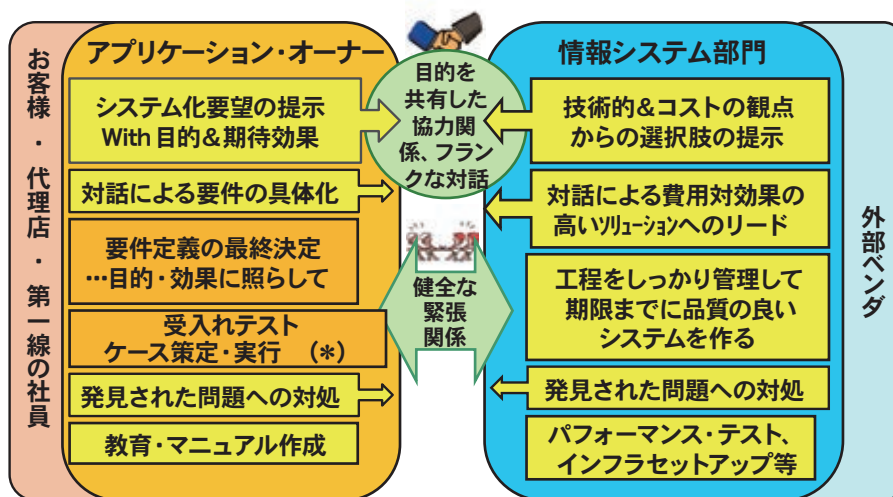 お客様・代理店・第一線の社員
アプリケーション・オーナー
システム化要望の提示
With 目的&期待効果
対話による要件の具体化
要件定義の最終決定
…目的・効果に照らして
受入れテスト
ケース策定・実行 (*)
発見された問題への対処
教育・マニュアル作成
目的を
共有した
協力関
係、フラン
クな対話
健全な
緊張
関係
情報システム部門
技術的&コストの観点
からの選択肢の提示
対話による費用対効果の
高いソリューションへのリード
工程をしっかり管理して
期限までに品質の良い
システムを作る
発見された問題への対処
パフォーマンス・テスト、
インフラセットアップ等
外部ベンダ